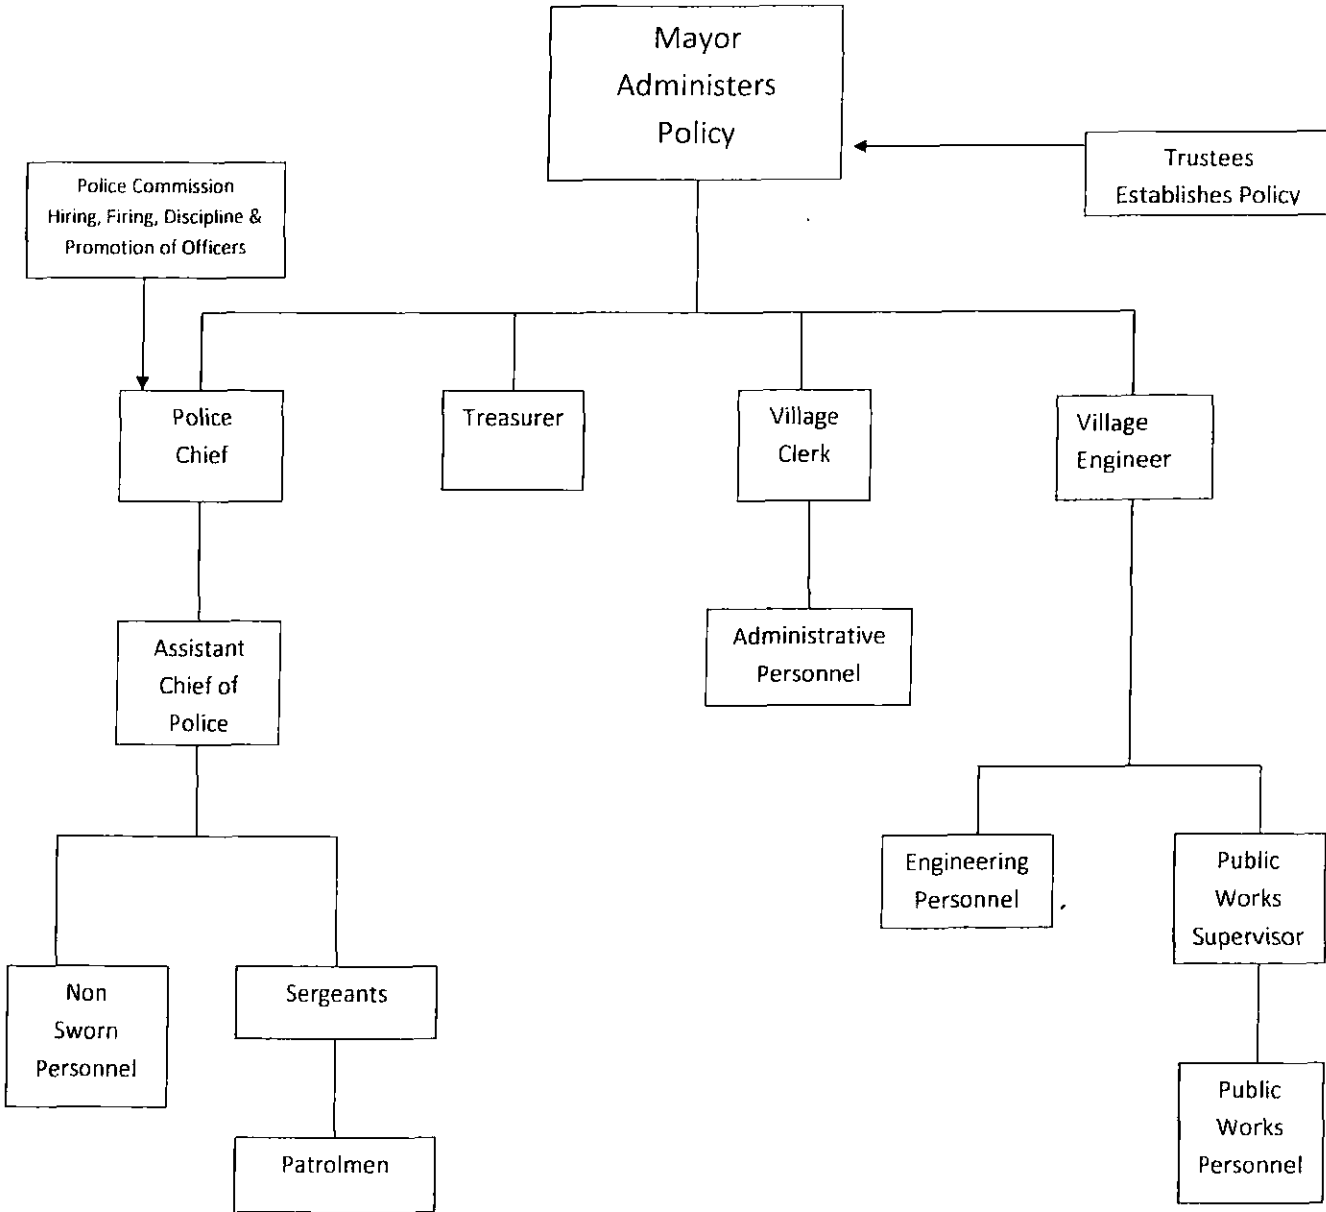 Mayor
Administers
Policy
Trustees
Establishes Policy
Police Commission
Hiring, Firing, Discipline &
Promotion of Officers
Police
Chief
Treasurer
Village
Clerk
Village
Engineer
Assistant
Chief of
Police
Administrative
Personnel
Engineering
Personnel
Public
Works
Supervisor
Non
Sworn
Personnel
Sergeants
Public
Works
Personnel
Patrolmen